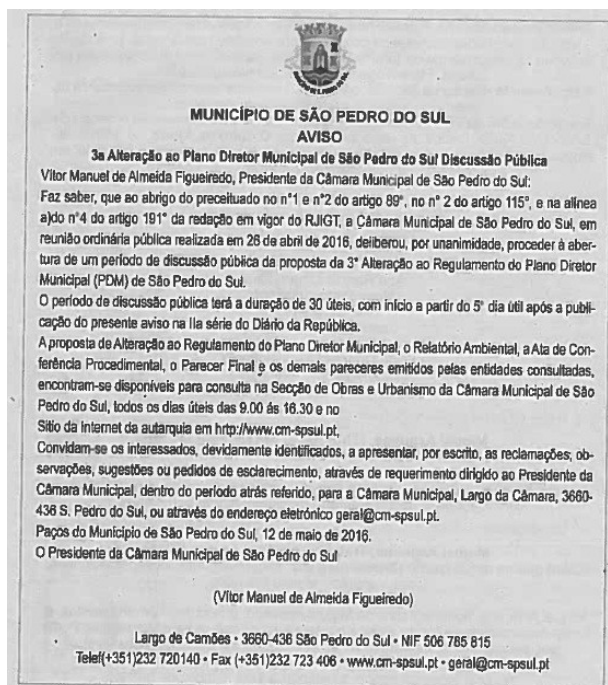 MUNICÍPIO DE SÃO PEDRO DO SUL
AVISO
3a Alteração ao Plano Diretor Municipal de São Pedro do Sul Discussão Pública
Vítor Manuel de Almeida Figueiredo, Presidente da Câmara Municipal de São Pedro do Sul:
Faz saber, que ao abrigo do preceituado no n°1 e n°2 do artigo 89°, no n° 2 do artigo 115°, e na alínea
a)do n°4 do artigo 191° da redação em vigor do RJIGT, a Câmara Municipal de São Pedro do Sul, em
reunião ordinária pública realizada em 26 de abril de 2016, deliberou, por unanimidade, proceder à aber-
tura de um período de discussão pública da proposta da 3ª Alteração ao Regulamento do Plano Diretor
Municipal (PDM) de São Pedro do Sul.
O período de discussão pública terá a duração de 30 úteis, com início a partir do 5° dia útil após a publi-
cação do presente aviso na IIa série do Diário da República.
A proposta de Alteração ao Regulamento do Plano Diretor Municipal, o Relatório Ambiental, a Ata de Con-
ferência Procedimental, o Parecer Final e os demais pareceres emitidos pelas entidades consultadas,
encontram-se disponíveis para consulta na Secção de Obras e Urbanismo da Câmara Municipal de São
Pedro do Sul, todos os dias úteis das 9.00 ás 16.30 e no
Sitio da Internet da autarquia em hrtp://www.cm-spsul.pt,
Convidam-se os interessados, devidamente identificados, a apresentar, por escrito, as reclamações, ob-
servações, sugestões ou pedidos de esclarecimento, através de requerimento dirigido ao Presidente da
Câmara Municipal, dentro do período atrás referido, para a Câmara Municipal, Largo da Câmara, 3660-
436 S. Pedro do Sul, ou através do endereço eletrónico geral@cm-spsul.pt.
Paços do Município de São Pedro do Sul, 12 de maio de 2016.
O Presidente da Câmara Municipal de São Pedro do Sul
(Vítor Manuel de Almeida Figueiredo)
Largo de Camões • 3660-436 São Pedro do Sul • NIF 506 785 815
Telef(+351)232 720140 • Fax (+351)232 723 406 • www.cm-spsul.pt • geral@cm-spsul.pt